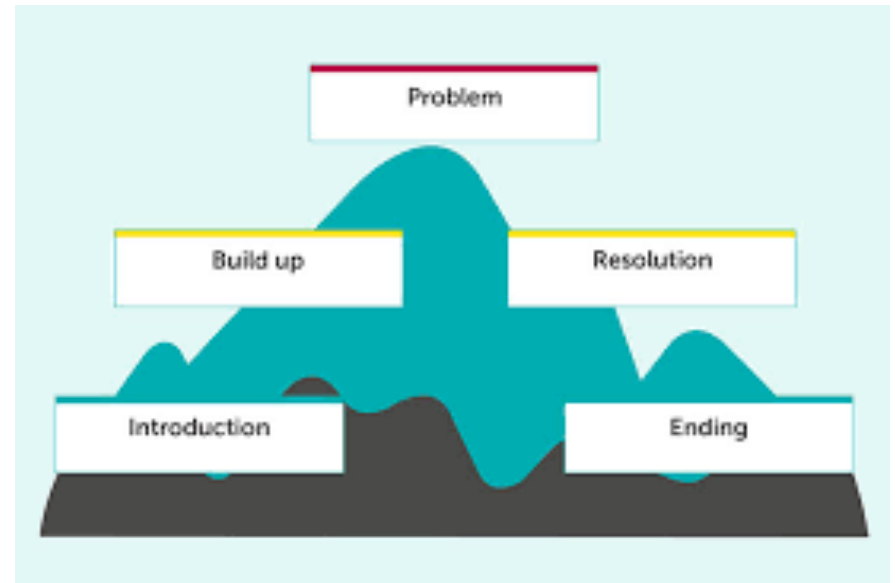 Problem
Build up
Resolution
Introduction
Ending